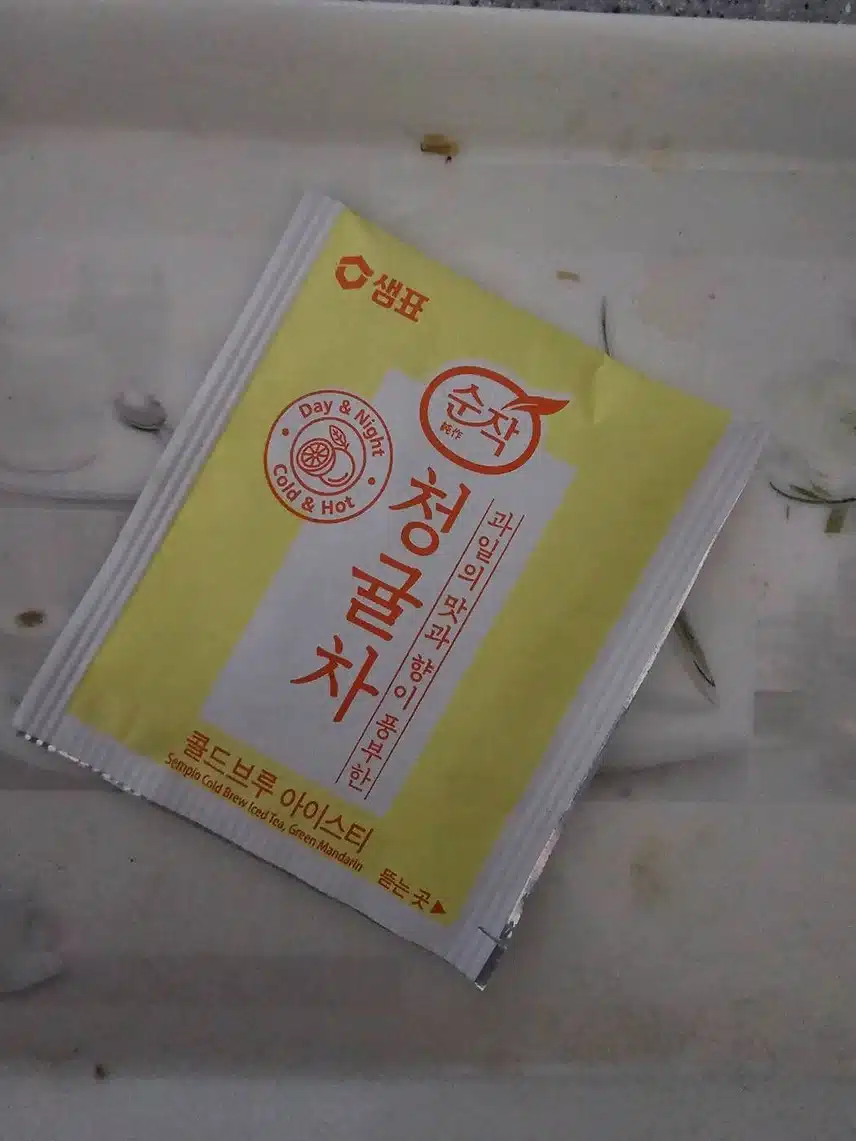 샘표
순작
純作
Day & Night
Cold & Hot
청귤차
과일의 맛과 향이 풍부한
콜드브루 아이스티
Sempio Cold Brew Iced Tea, Green Mandarin
뜯는 곳▶